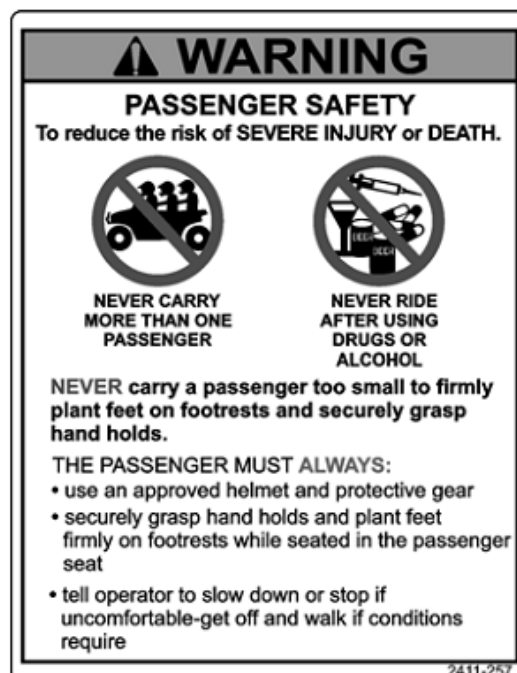 WARNING
PASSENGER SAFETY
To reduce the risk of SEVERE INJURY or DEATH.
BEER
BEER
NEVER CARRY
MORE THAN ONE
PASSENGER
NEVER RIDE
AFTER USING
DRUGS OR
ALCOHOL
NEVER carry a passenger too small to firmly
plant feet on footrests and securely grasp
hand holds.
THE PASSENGER MUST ALWAYS:
• use an approved helmet and protective gear
• securely grasp hand holds and plant feet
firmly on footrests while seated in the passenger
seat
• tell operator to slow down or stop if
uncomfortable-get off and walk if conditions
require
2411-257